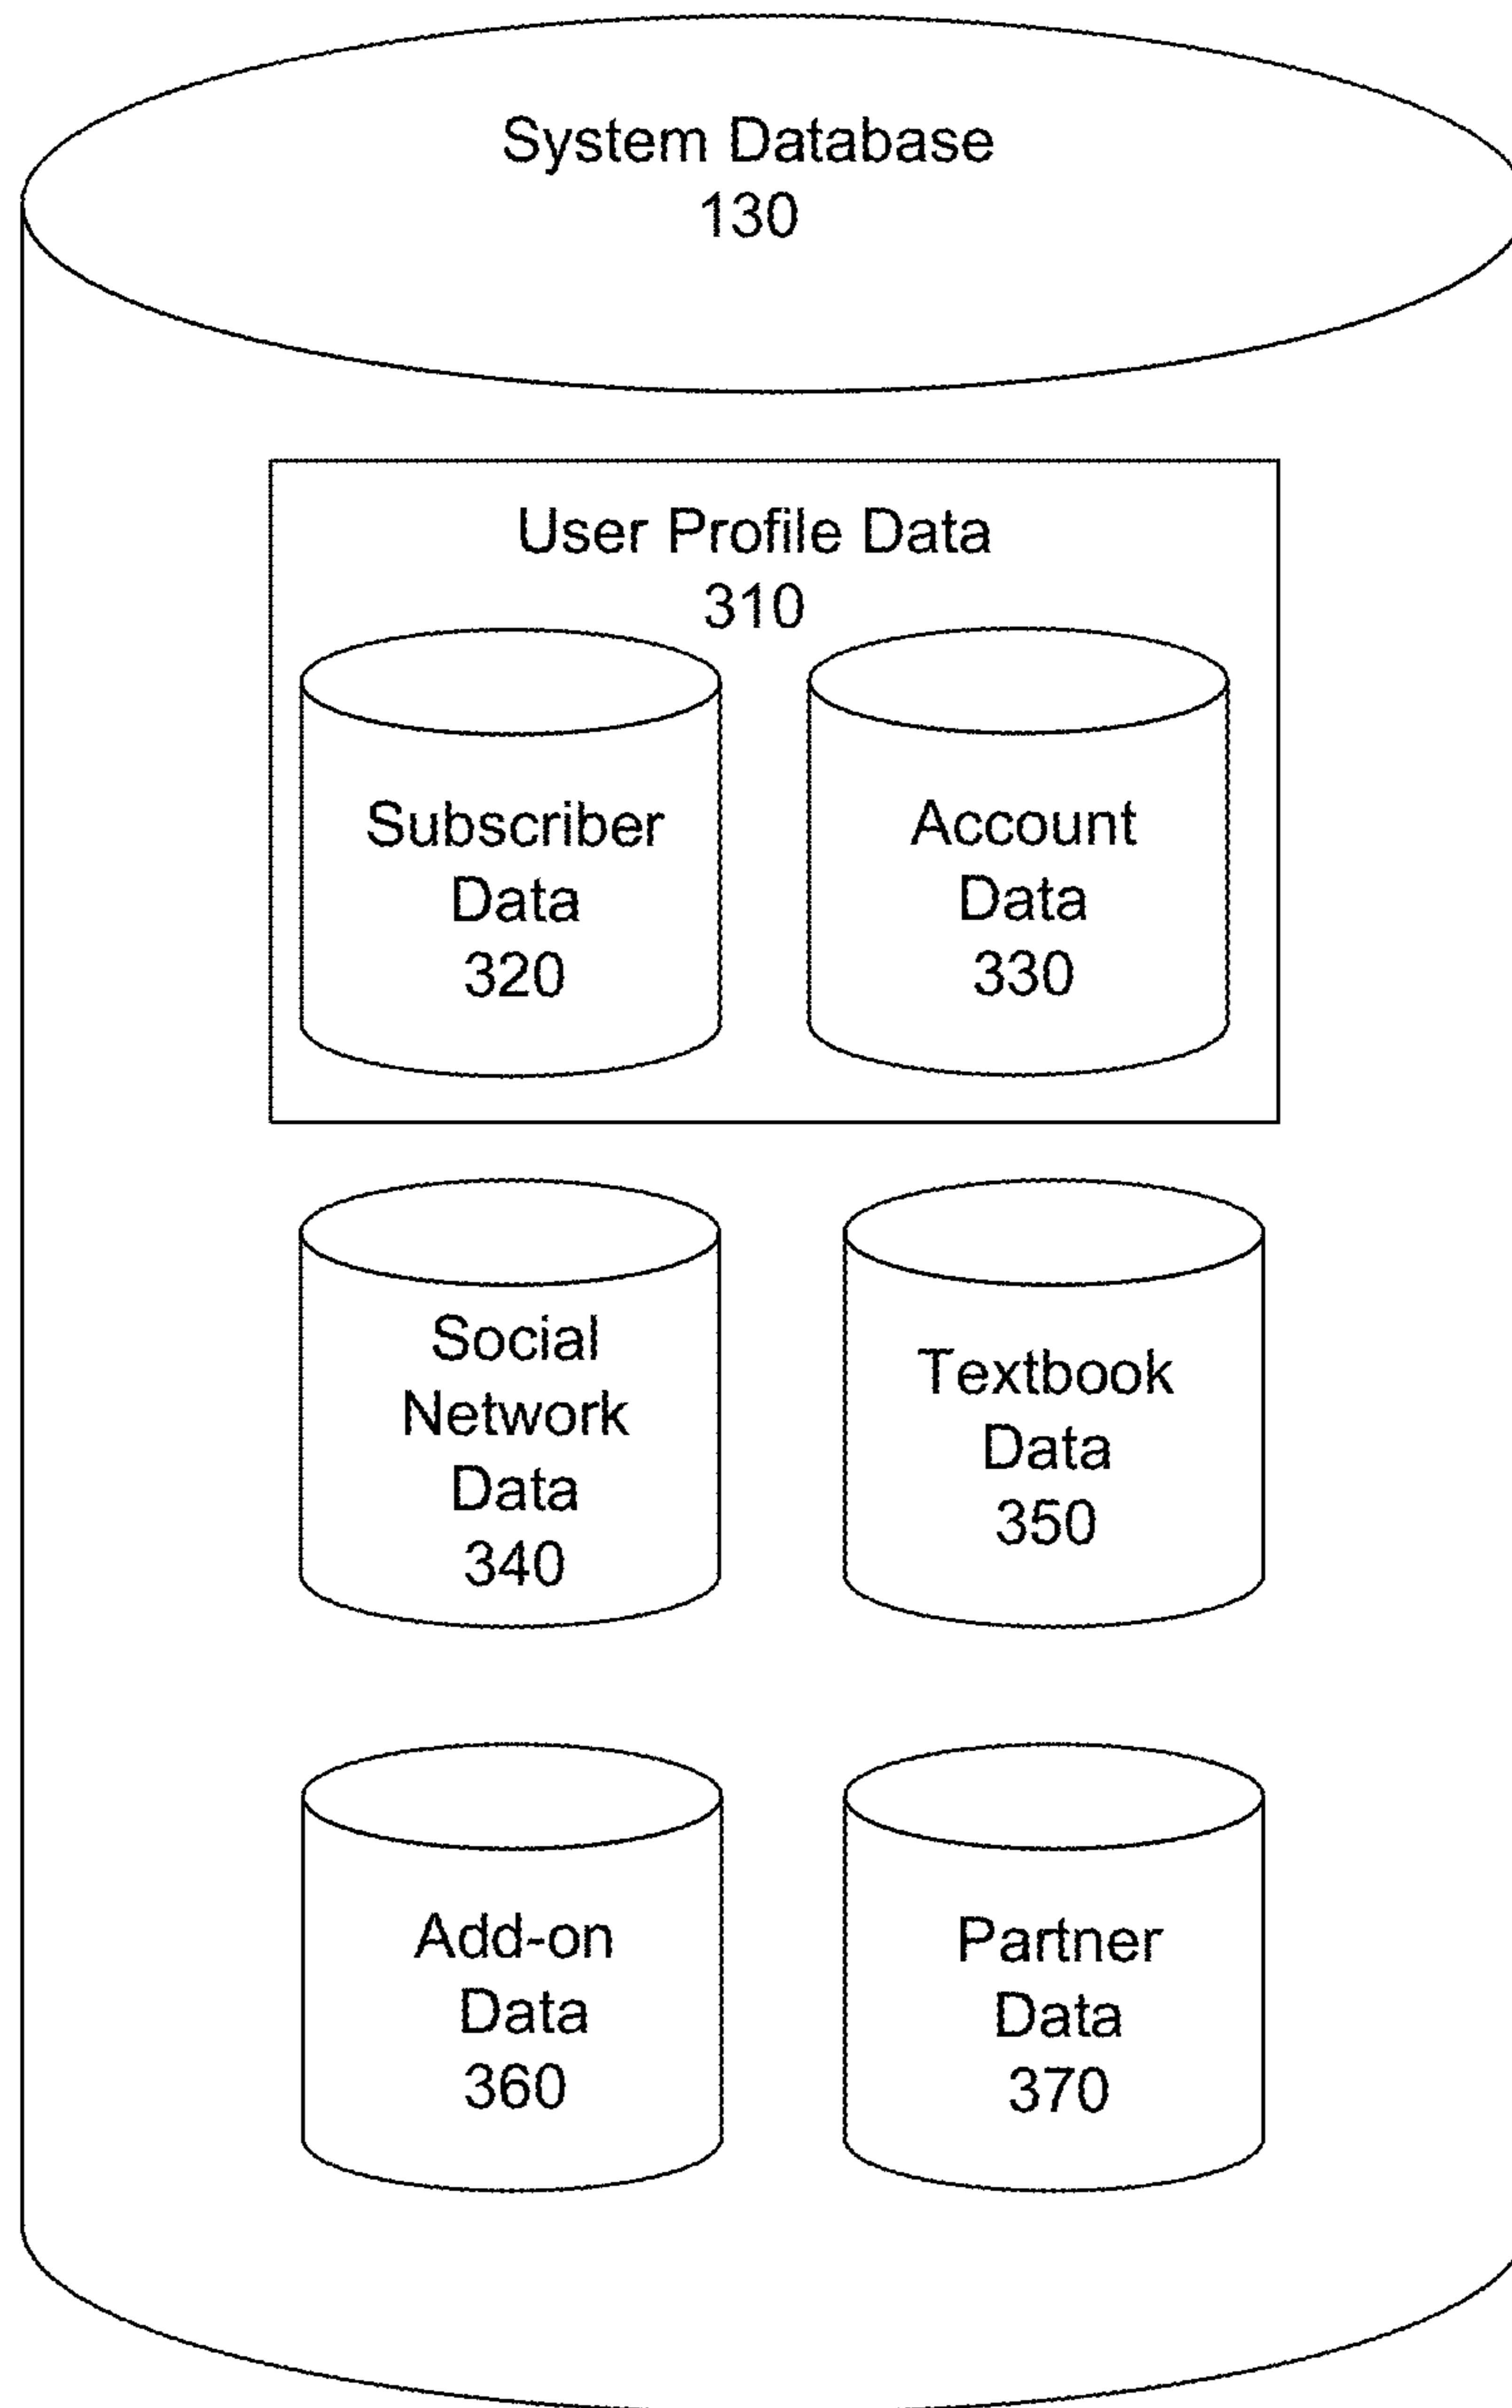 System Database
130
User Profile Data
310
Subscriber
Data
320
Account
Data
330
Social
Network
Data
340
Textbook
Data
350
Add-on
Data
360
Partner
Data
370